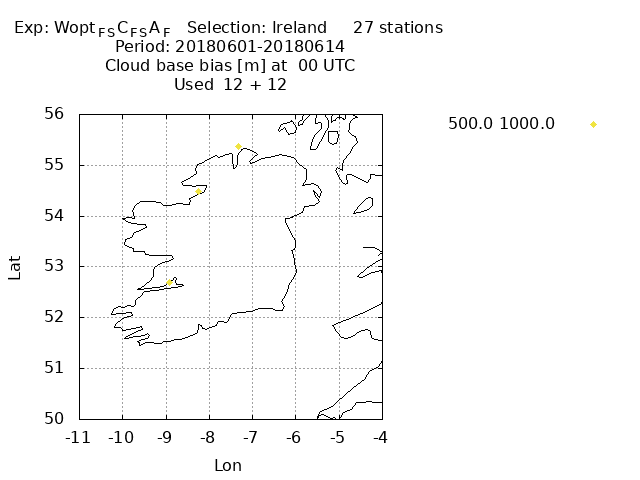 Exp: Wopt FS C FS A F   Selection: Ireland     27 stations
Period: 20180601-20180614
Cloud base bias [m] at  00 UTC
Used  12 + 12
500.0 1000.0
56
55
54
53
52
51
50
Lat
-11 -10 -9 -8 -7 -6 -5 -4
Lon